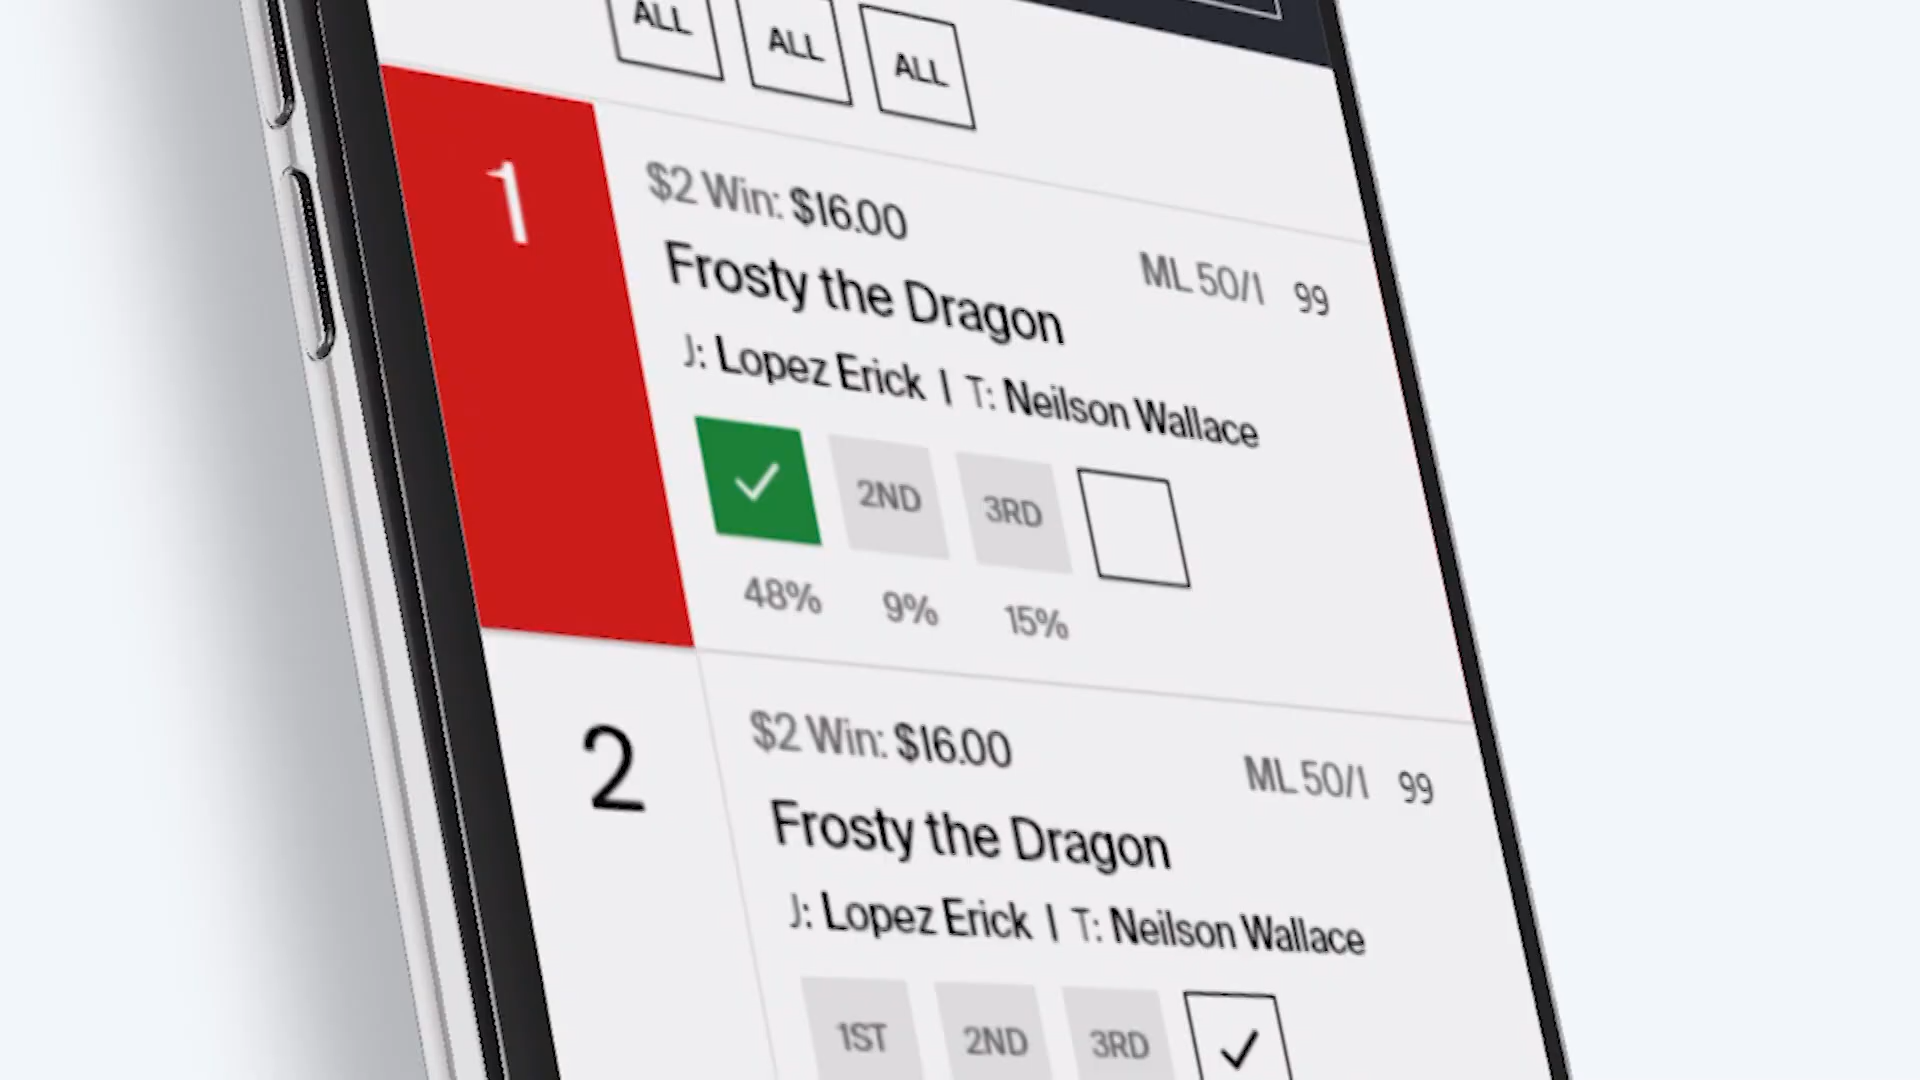 ALL ALL ALL
1
$2 Win: $16.00
ML 50/1 99
Frosty the Dragon
J: Lopez Erick | T: Neilson Wallace
2ND 3RD
48% 9% 15%
2
$2 Win: $16.00
ML 50/1 99
Frosty the Dragon
J: Lopez Erick | T: Neilson Wallace
1ST 2ND 3RD